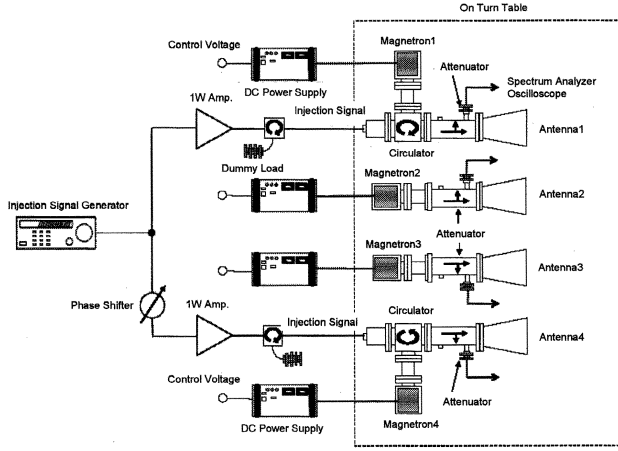 On Turn Table
Magnetron1
Control Voltage
Attenuator
DC Power Supply
Spectrum Analyzer
Oscilloscope
1W Amp.
Injection Signal
Antenna1
Circulator
Dummy Load
Magnetron2
Antenna2
Injection Signal Generator
Attenuator
Magnetron3
Antenna3
Phase Shifter
1W Amp.
Circulator
Injection Signal
Antenna4
Control Voltage
Attenuator
DC Power Supply
Magnetron4